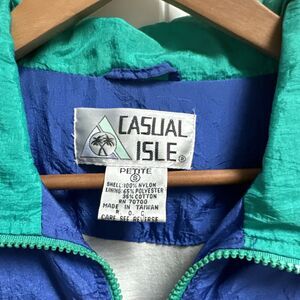 CASUAL
ISLE ®
PETITE
S
SHELL:100% NYLON
LINING:65% POLYESTER
35% COTTON
RN 70700
MADE IN TAIWAN
R. O. C
CARE SEE REVERSE